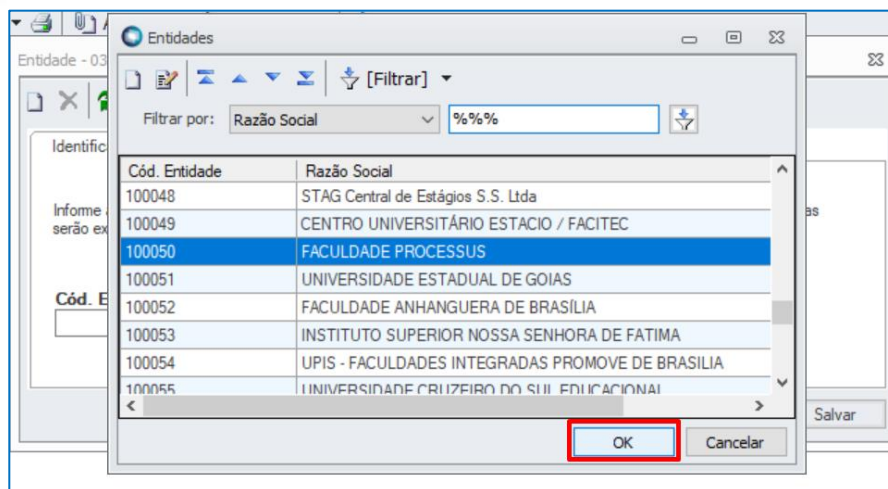 Entidades
Entidade - 03
[Filtrar]
Filtrar por: Razão Social %%%
Identific
Cód. Entidade Razão Social
100048 STAG Central de Estágios S.S. Ltda
100049 CENTRO UNIVERSITÁRIO ESTACIO / FACITEC
100050 FACULDADE PROCESSUS
100051 UNIVERSIDADE ESTADUAL DE GOIAS
100052 FACULDADE ANHANGUERA DE BRASÍLIA
100053 INSTITUTO SUPERIOR NOSSA SENHORA DE FATIMA
100054 UPIS - FACULDADES INTEGRADAS PROMOVE DE BRASILIA
100055 UNIVERSIDADE CRUZEIRO DO SUL EDUCACIONAL
Informe as
serão ex
Cód. E
OK Cancelar
Salvar